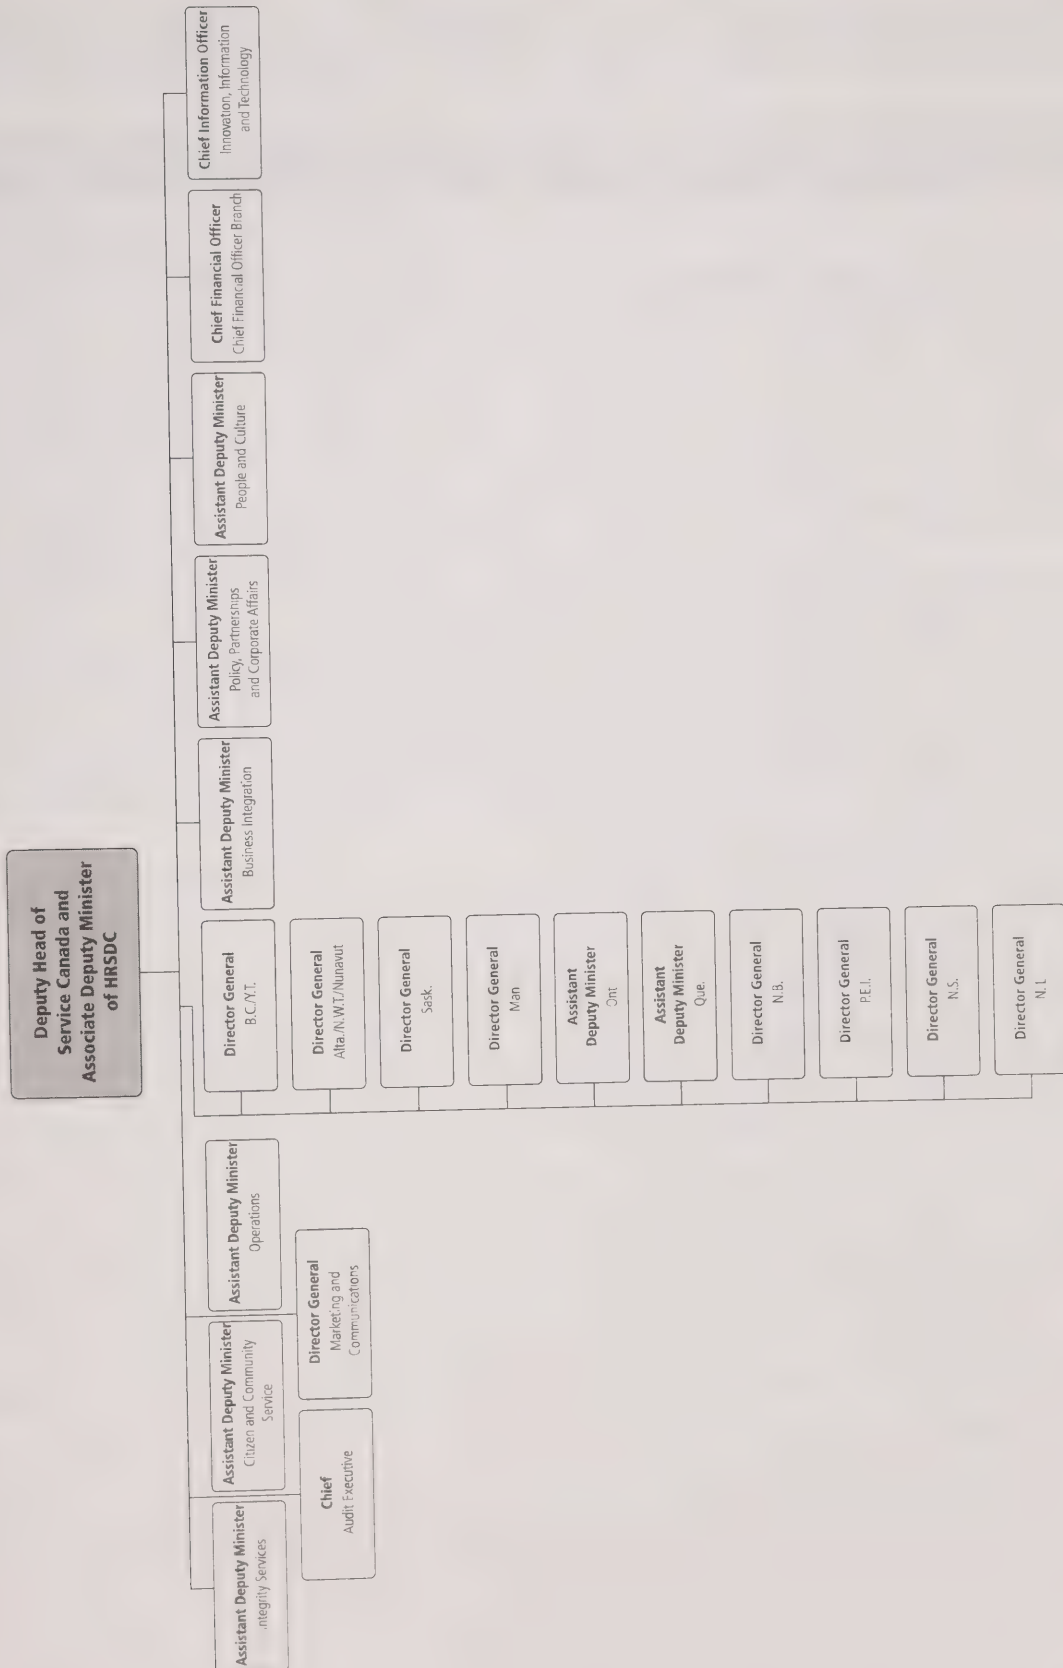 Deputy Head of
Service Canada and
Associate Deputy Minister
of HRSDC
Assistant Deputy Minister
Integrity Services
Assistant Deputy Minister
Citizen and Community
Service
Assistant Deputy Minister
Operations
Chief
Audit Executive
Director General
Marketing and
Communications
Director General
B.C./Y.T.
Director General
Alta./N.W.T./Nunavut
Director General
Sask.
Director General
Man
Assistant
Deputy Minister
Ont
Assistant
Deputy Minister
Que.
Director General
N.B.
Director General
P.E.I.
Director General
N.S.
Director General
N.L
Assistant Deputy Minister
Business Integration
Assistant Deputy Minister
Policy, Partnerships
and Corporate Affairs
Assistant Deputy Minister
People and Culture
Chief Financial Officer
Chief Financial Officer Branch
Chief Information Officer
Innovation, Information
and Technology